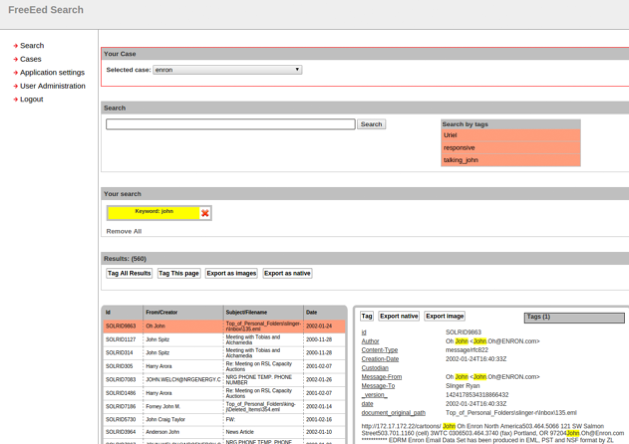 FreeEed Search
Search
Cases
Application settings
User Administration
Logout
Your Case
Selected case: enron
Search
Search
Search by tags
Uriel
responsive
talking_john
Your search
Keyword: john
Remove All
Results: (560)
Tag All Results Tag This page Export as images Export as native
Id From/Creator Subject/Filename Date
SOLRID9863 Oh John Top_of_Personal_Folders\slinger-r\Inbox\135.eml 2002-01-24
SOLRID1127 John Spitz Meeting with Tobias and Alchamedia 2000-11-28
SOLRID314 John Spitz Meeting with Tobias and Alchamedia 2000-11-28
SOLRID305 Harry Arora Re: Meeting on RSL Capacity Auctions 2001-02-07
SOLRID7083 JOHN.WELCH@NRGENERGY.C NRG PHONE TEMP. PHONE NUMBER 2002-01-26
SOLRID1486 Harry Arora Re: Meeting on RSL Capacity Auctions 2001-02-07
SOLRID7186 Forney John M. Top_of_Personal_Folders\king-j\Deleted_Items\354.eml 2002-01-14
SOLRID5730 John Craig Taylor FW: 2001-02-16
SOLRID3964 Anderson John News Article 2002-01-10
NRG PHONE TEMP. PHONE
Tag Export native Export image
Tags (1)
id SOLRID9863
Author Oh John <John.Oh@ENRON.com>
Content-Type message/rfc822
Creation-Date 2002-01-24T16:40:33Z
Custodian
Message-From Oh John <John.Oh@ENRON.com>
Message-To Slinger Ryan
_version_ 1424178534318866432
date 2002-01-24T16:40:33Z
document_original_path Top_of_Personal_Folders\slinger-r\Inbox\135.eml
http://172.17.172.22/cartoons/ John Oh Enron North America503.464.5066 121 SW Salmon
Street503.701.1160 (cell) 3WTC 0306503.464.3740 (fax) Portland, OR 97204John.Oh@Enron.com
*********** EDRM Enron Email Data Set has been produced in EML, PST and NSF format by ZL